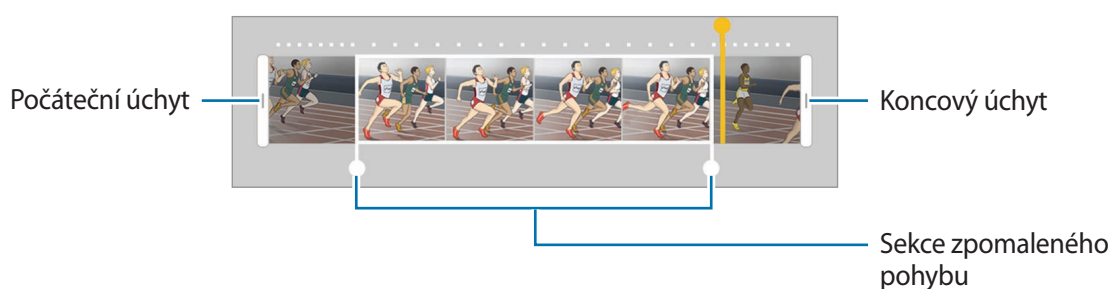 Počáteční úchyt
Koncový úchyt
Sekce zpomaleného
pohybu